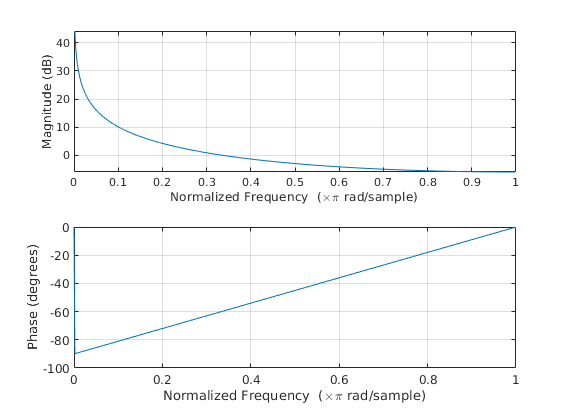 40
30
20
10
0
Magnitude (dB)
0 0.1 0.2 0.3 0.4 0.5 0.6 0.7 0.8 0.9 1
Normalized Frequency (×π rad/sample)
0
-20
-40
-60
-80
-100
Phase (degrees)
0 0.2 0.4 0.6 0.8 1
Normalized Frequency (×π rad/sample)